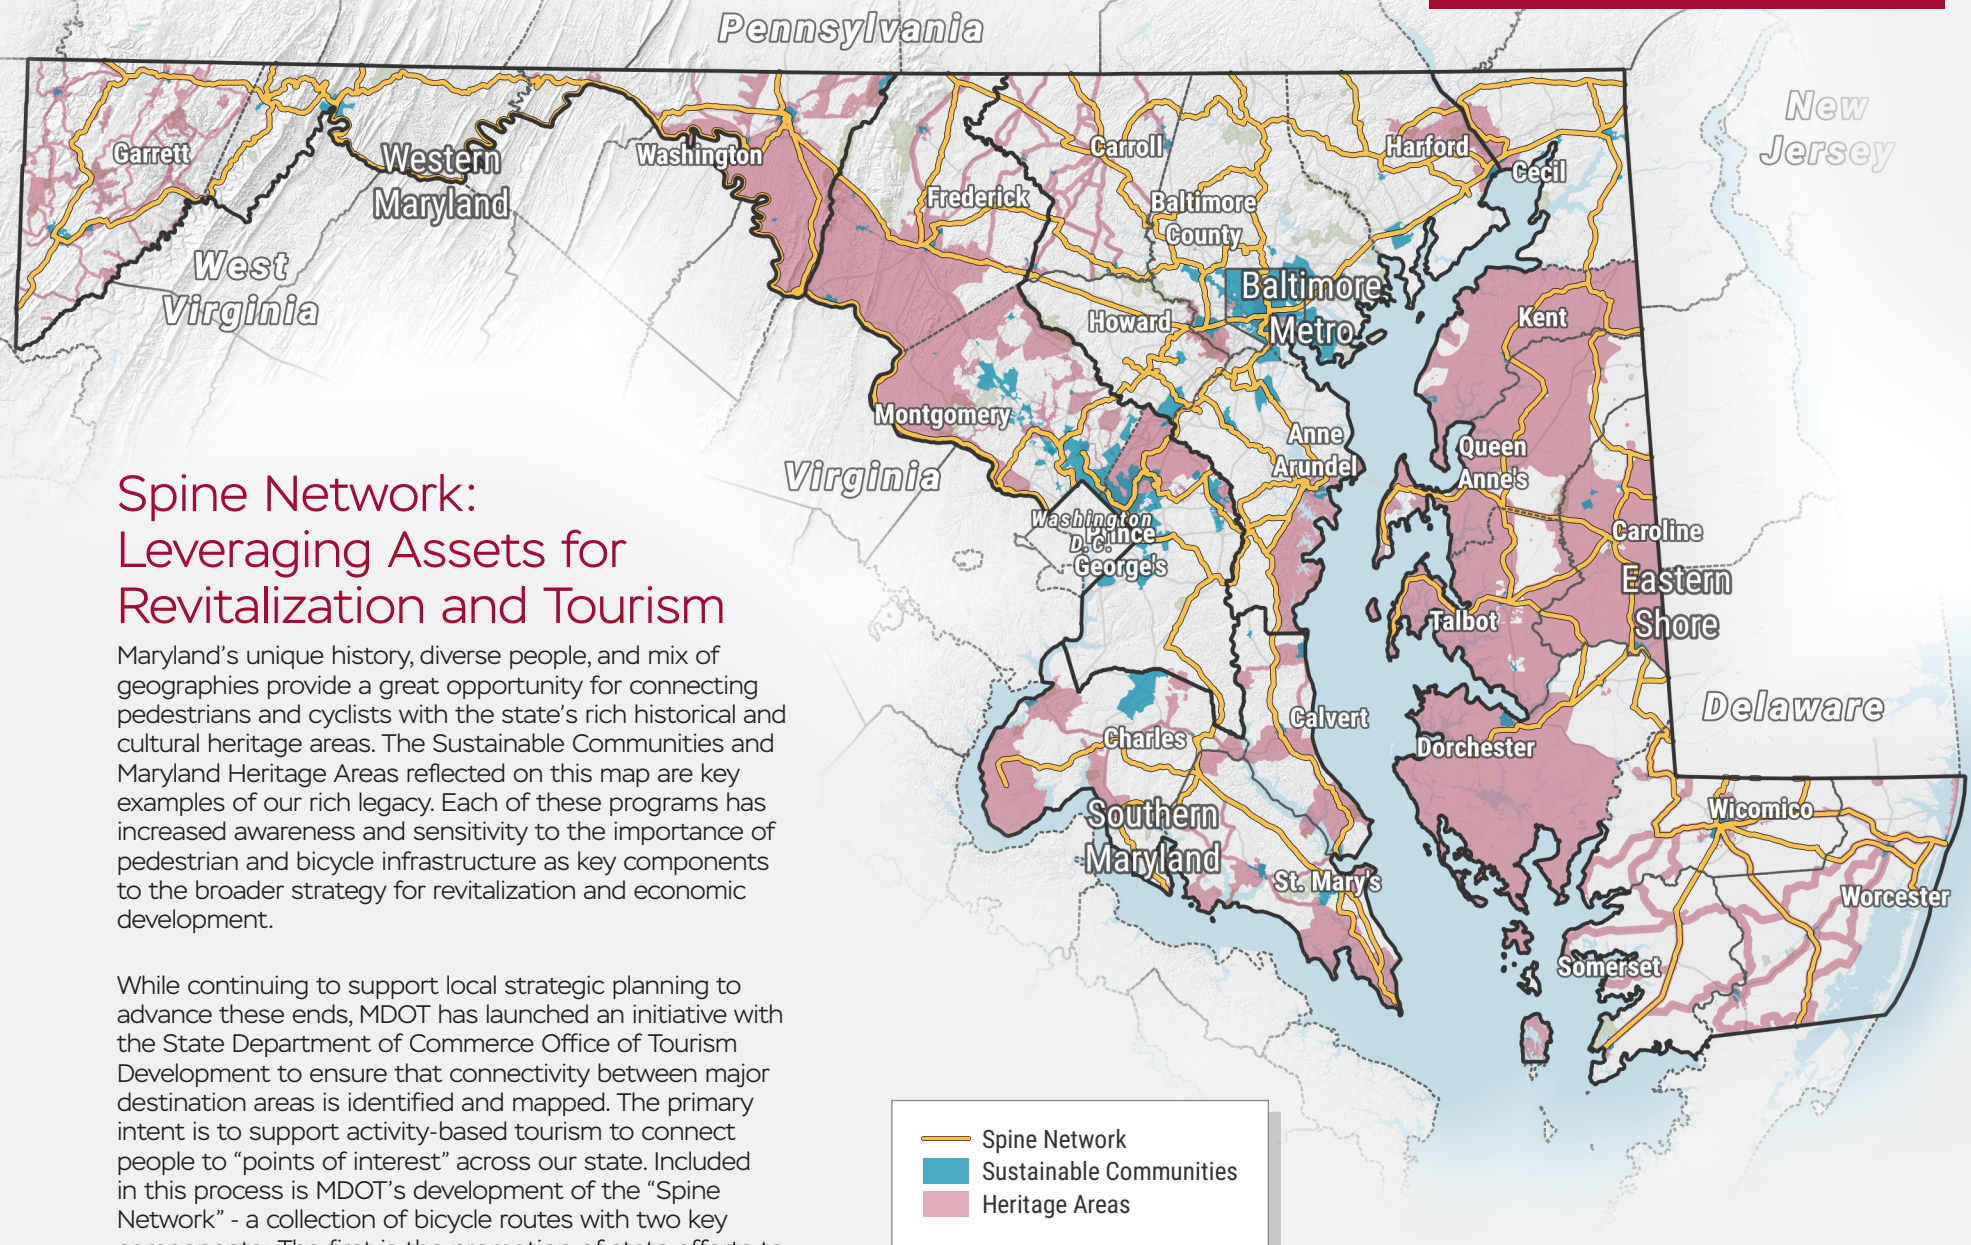 Pennsylvania
New
Jersey
Garrett
Western
Maryland
Washington
Carroll
Harford
Cecil
Frederick
Baltimore
County
West
Virginia
Baltimore
Metro
Howard
Kent
Montgomery
Anne
Arundel
Queen
Anne's
Virginia
Washington
D.C.
Prince
George's
Caroline
Eastern
Shore
Talbot
Delaware
Calvert
Charles
Dorchester
Southern
Maryland
Wicomico
St. Mary's
Worcester
Somerset
Spine Network:
Leveraging Assets for
Revitalization and Tourism
Maryland's unique history, diverse people, and mix of
geographies provide a great opportunity for connecting
pedestrians and cyclists with the state's rich historical and
cultural heritage areas. The Sustainable Communities and
Maryland Heritage Areas reflected on this map are key
examples of our rich legacy. Each of these programs has
increased awareness and sensitivity to the importance of
pedestrian and bicycle infrastructure as key components
to the broader strategy for revitalization and economic
development.
While continuing to support local strategic planning to
advance these ends, MDOT has launched an initiative with
the State Department of Commerce Office of Tourism
Development to ensure that connectivity between major
destination areas is identified and mapped. The primary
intent is to support activity-based tourism to connect
people to “points of interest” across our state. Included
in this process is MDOT's development of the “Spine
Network” - a collection of bicycle routes with two key
Spine Network
Sustainable Communities
Heritage Areas